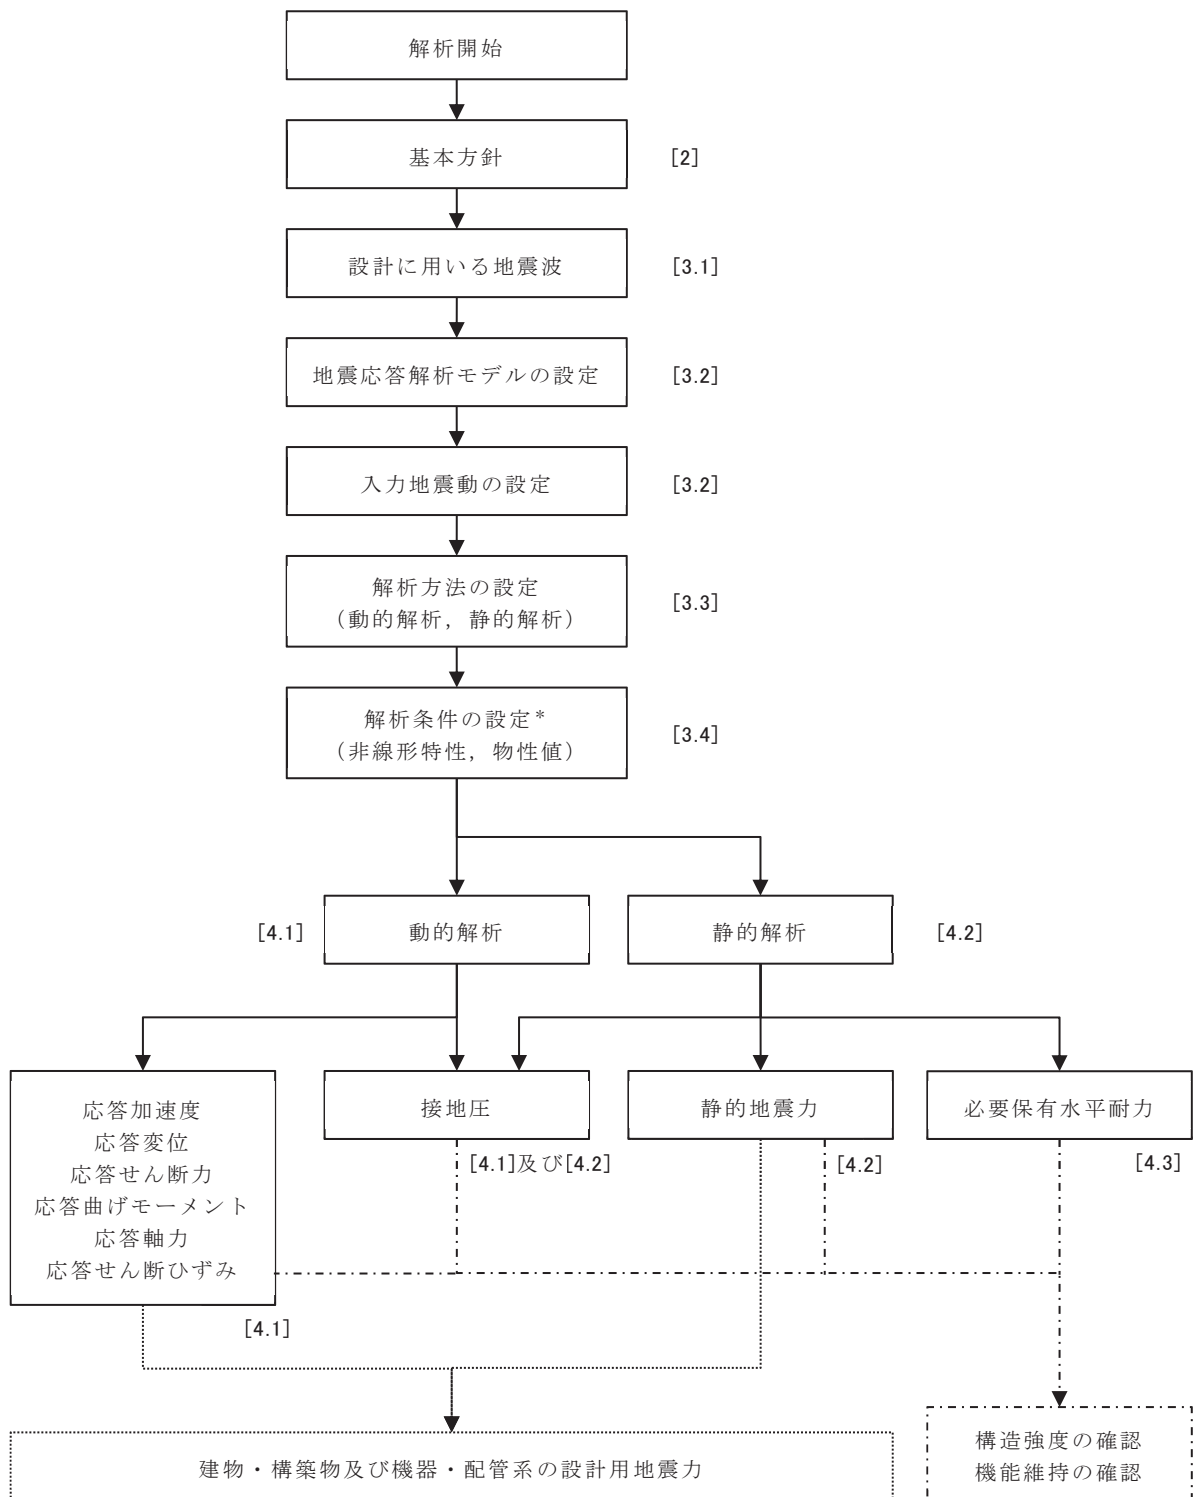 解析開始
基本方針
[2]
設計に用いる地震波
[3.1]
地震応答解析モデルの設定
[3.2]
入力地震動の設定
[3.2]
解析方法の設定
（動的解析，静的解析）
[3.3]
解析条件の設定*
（非線形特性，物性値）
[3.4]
[4.1]
動的解析
静的解析
[4.2]
応答加速度
応答変位
応答せん断力
応答曲げモーメント
応答軸力
応答せん断ひずみ
[4.1]
接地圧
[4.1]及び[4.2]
静的地震力
[4.2]
必要保有水平耐力
[4.3]
建物・構築物及び機器・配管系の設計用地震力
構造強度の確認
機能維持の確認